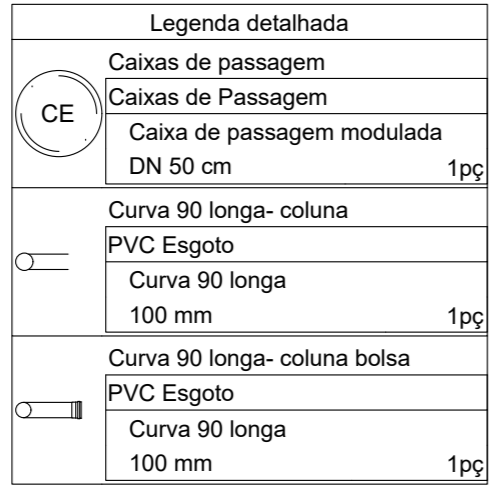 Legenda detalhada
CE
Caixas de passagem
Caixas de Passagem
Caixa de passagem modulada
DN 50 cm 1pç
Curva 90 longa- coluna
PVC Esgoto
Curva 90 longa
100 mm 1pç
Curva 90 longa- coluna bolsa
PVC Esgoto
Curva 90 longa
100 mm 1pç